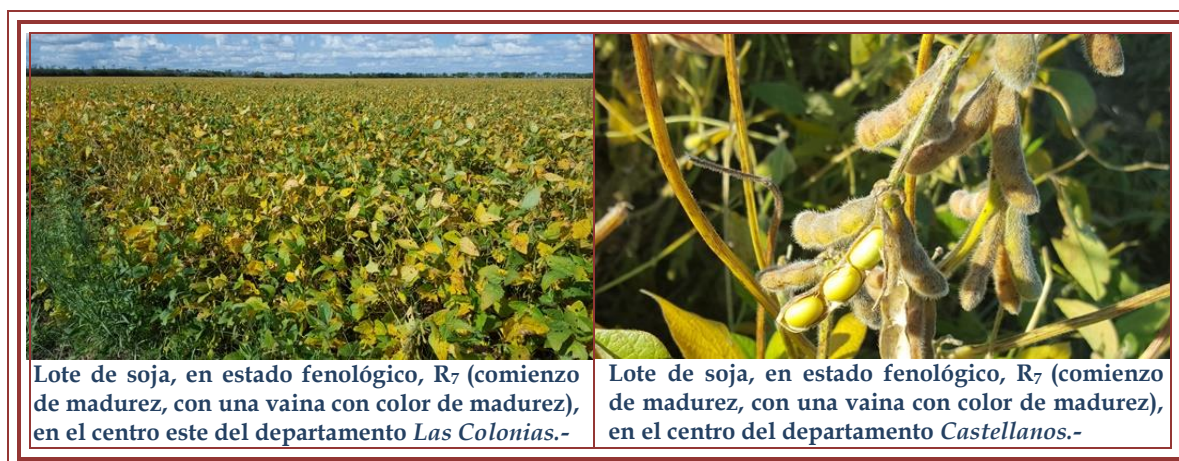 Lote de soja, en estado fenológico, R₇ (comienzo
de madurez, con una vaina con color de madurez),
en el centro este del departamento Las Colonias.-
Lote de soja, en estado fenológico, R₇ (comienzo
de madurez, con una vaina con color de madurez),
en el centro del departamento Castellanos.-